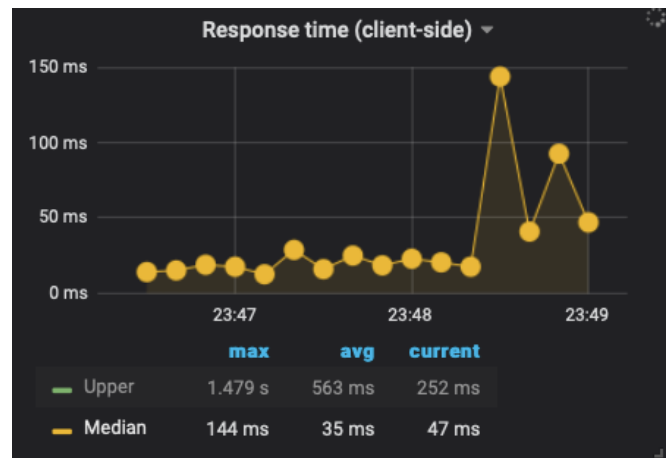 Response time (client-side)
150 ms
100 ms
50 ms
0 ms
23:47 23:48 23:49
max avg current
Upper 1.479 s 563 ms 252 ms
Median 144 ms 35 ms 47 ms